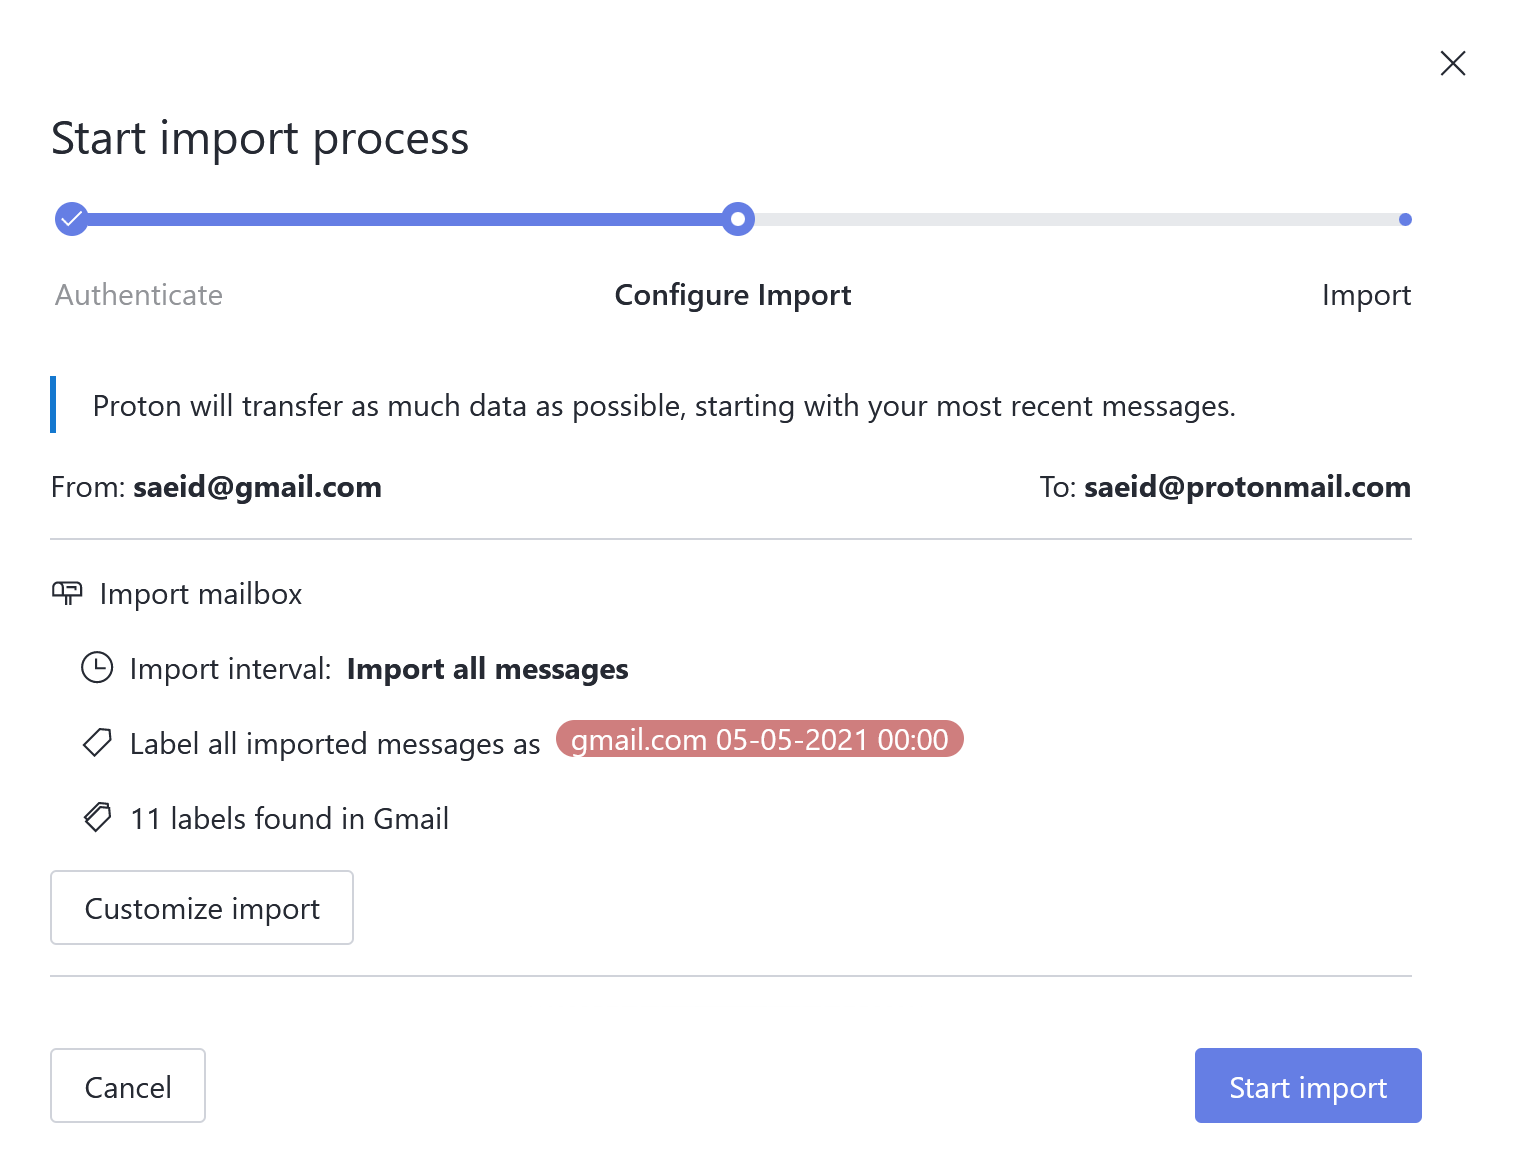 Start import process
Authenticate Configure Import Import
Proton will transfer as much data as possible, starting with your most recent messages.
From: saeid@gmail.com To: saeid@protonmail.com
Import mailbox
Import interval: Import all messages
Label all imported messages as gmail.com 05-05-2021 00:00
11 labels found in Gmail
Customize import
Cancel Start import